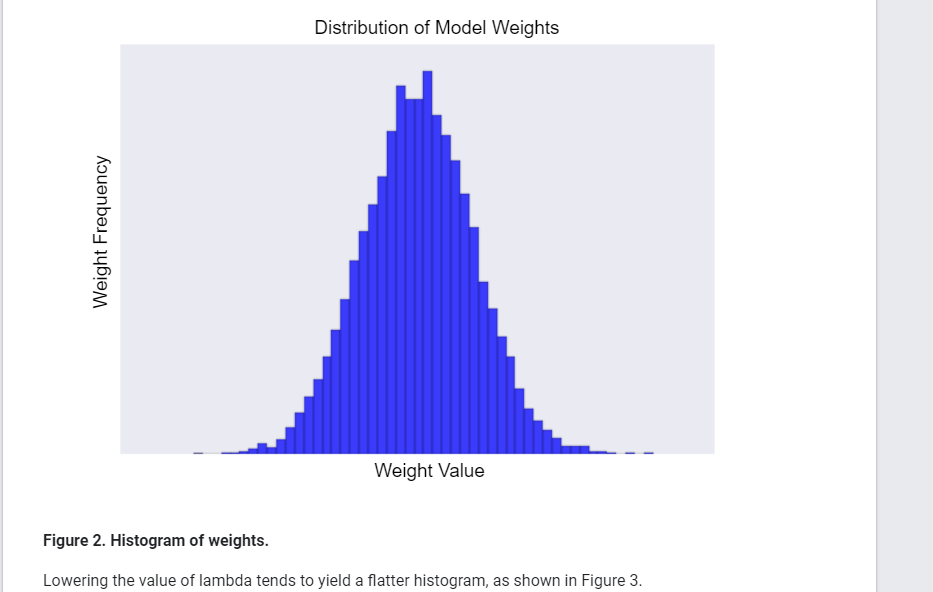 Distribution of Model Weights
Weight Frequency
Weight Value
Figure 2. Histogram of weights.
Lowering the value of lambda tends to yield a flatter histogram, as shown in Figure 3.